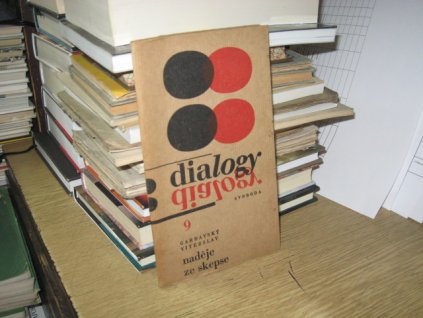 dialogy
dialogy
SVOBODA
9
GARDAVSKÝ
VÍTĚZSLAV
naděje
ze skepse